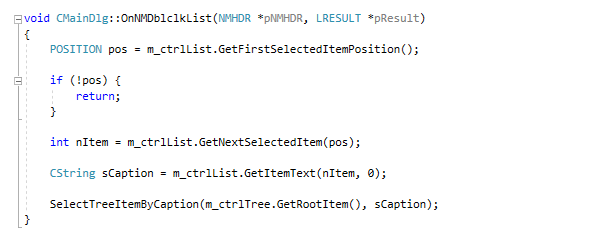 void CMainDlg::OnNMDblclkList(NMHDR *pNMHDR, LRESULT *pResult)
{
    POSITION pos = m_ctrlList.GetFirstSelectedItemPosition();

    if (!pos) {
        return;
    }

    int nItem = m_ctrlList.GetNextSelectedItem(pos);

    CString sCaption = m_ctrlList.GetItemText(nItem, 0);

    SelectTreeItemByCaption(m_ctrlTree.GetRootItem(), sCaption);
}